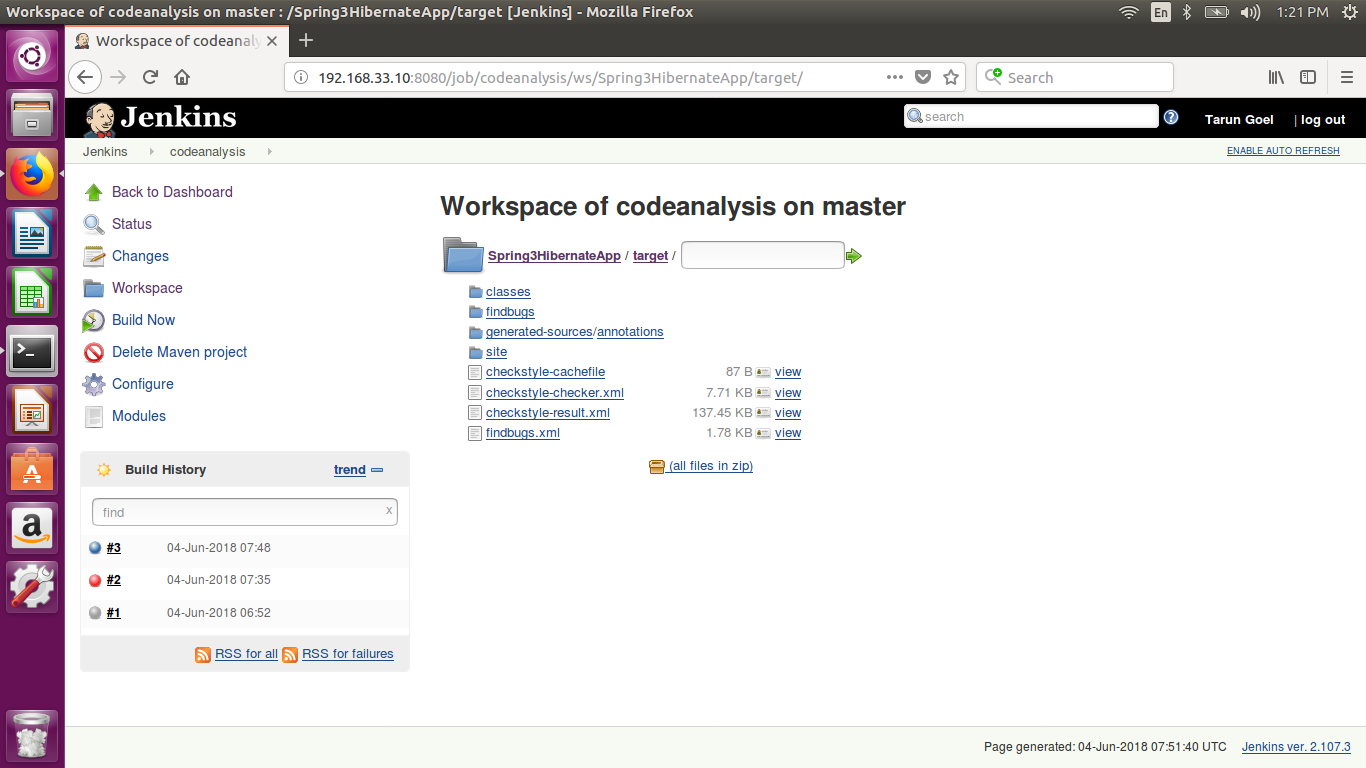 Workspace of codeanalysis on master : /Spring3HibernateApp/target [Jenkins] - Mozilla Firefox
En
1:21 PM
Workspace of codeanaly
192.168.33.10:8080/job/codeanalysis/ws/Spring3HibernateApp/target/
Search
Jenkins
search
Tarun Goel
| log out
Jenkins
codeanalysis
ENABLE AUTO REFRESH
Back to Dashboard
Status
Changes
Workspace
Build Now
Delete Maven project
Configure
Modules
Build History
trend
find
x
#3 04-Jun-2018 07:48
#2 04-Jun-2018 07:35
#1 04-Jun-2018 06:52
RSS for all RSS for failures
Workspace of codeanalysis on master
Spring3HibernateApp / target /
classes
findbugs
generated-sources/annotations
site
checkstyle-cachefile 87 B view
checkstyle-checker.xml 7.71 KB view
checkstyle-result.xml 137.45 KB view
findbugs.xml 1.78 KB view
(all files in zip)
Page generated: 04-Jun-2018 07:51:40 UTC Jenkins ver. 2.107.3